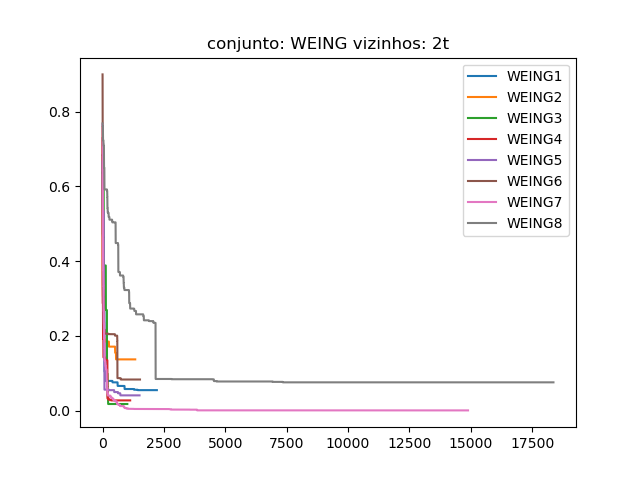 conjunto: WEING vizinhos: 2t
WEING1
WEING2
WEING3
WEING4
WEING5
WEING6
WEING7
WEING8
0.8
0.6
0.4
0.2
0.0
0 2500 5000 7500 10000 12500 15000 17500